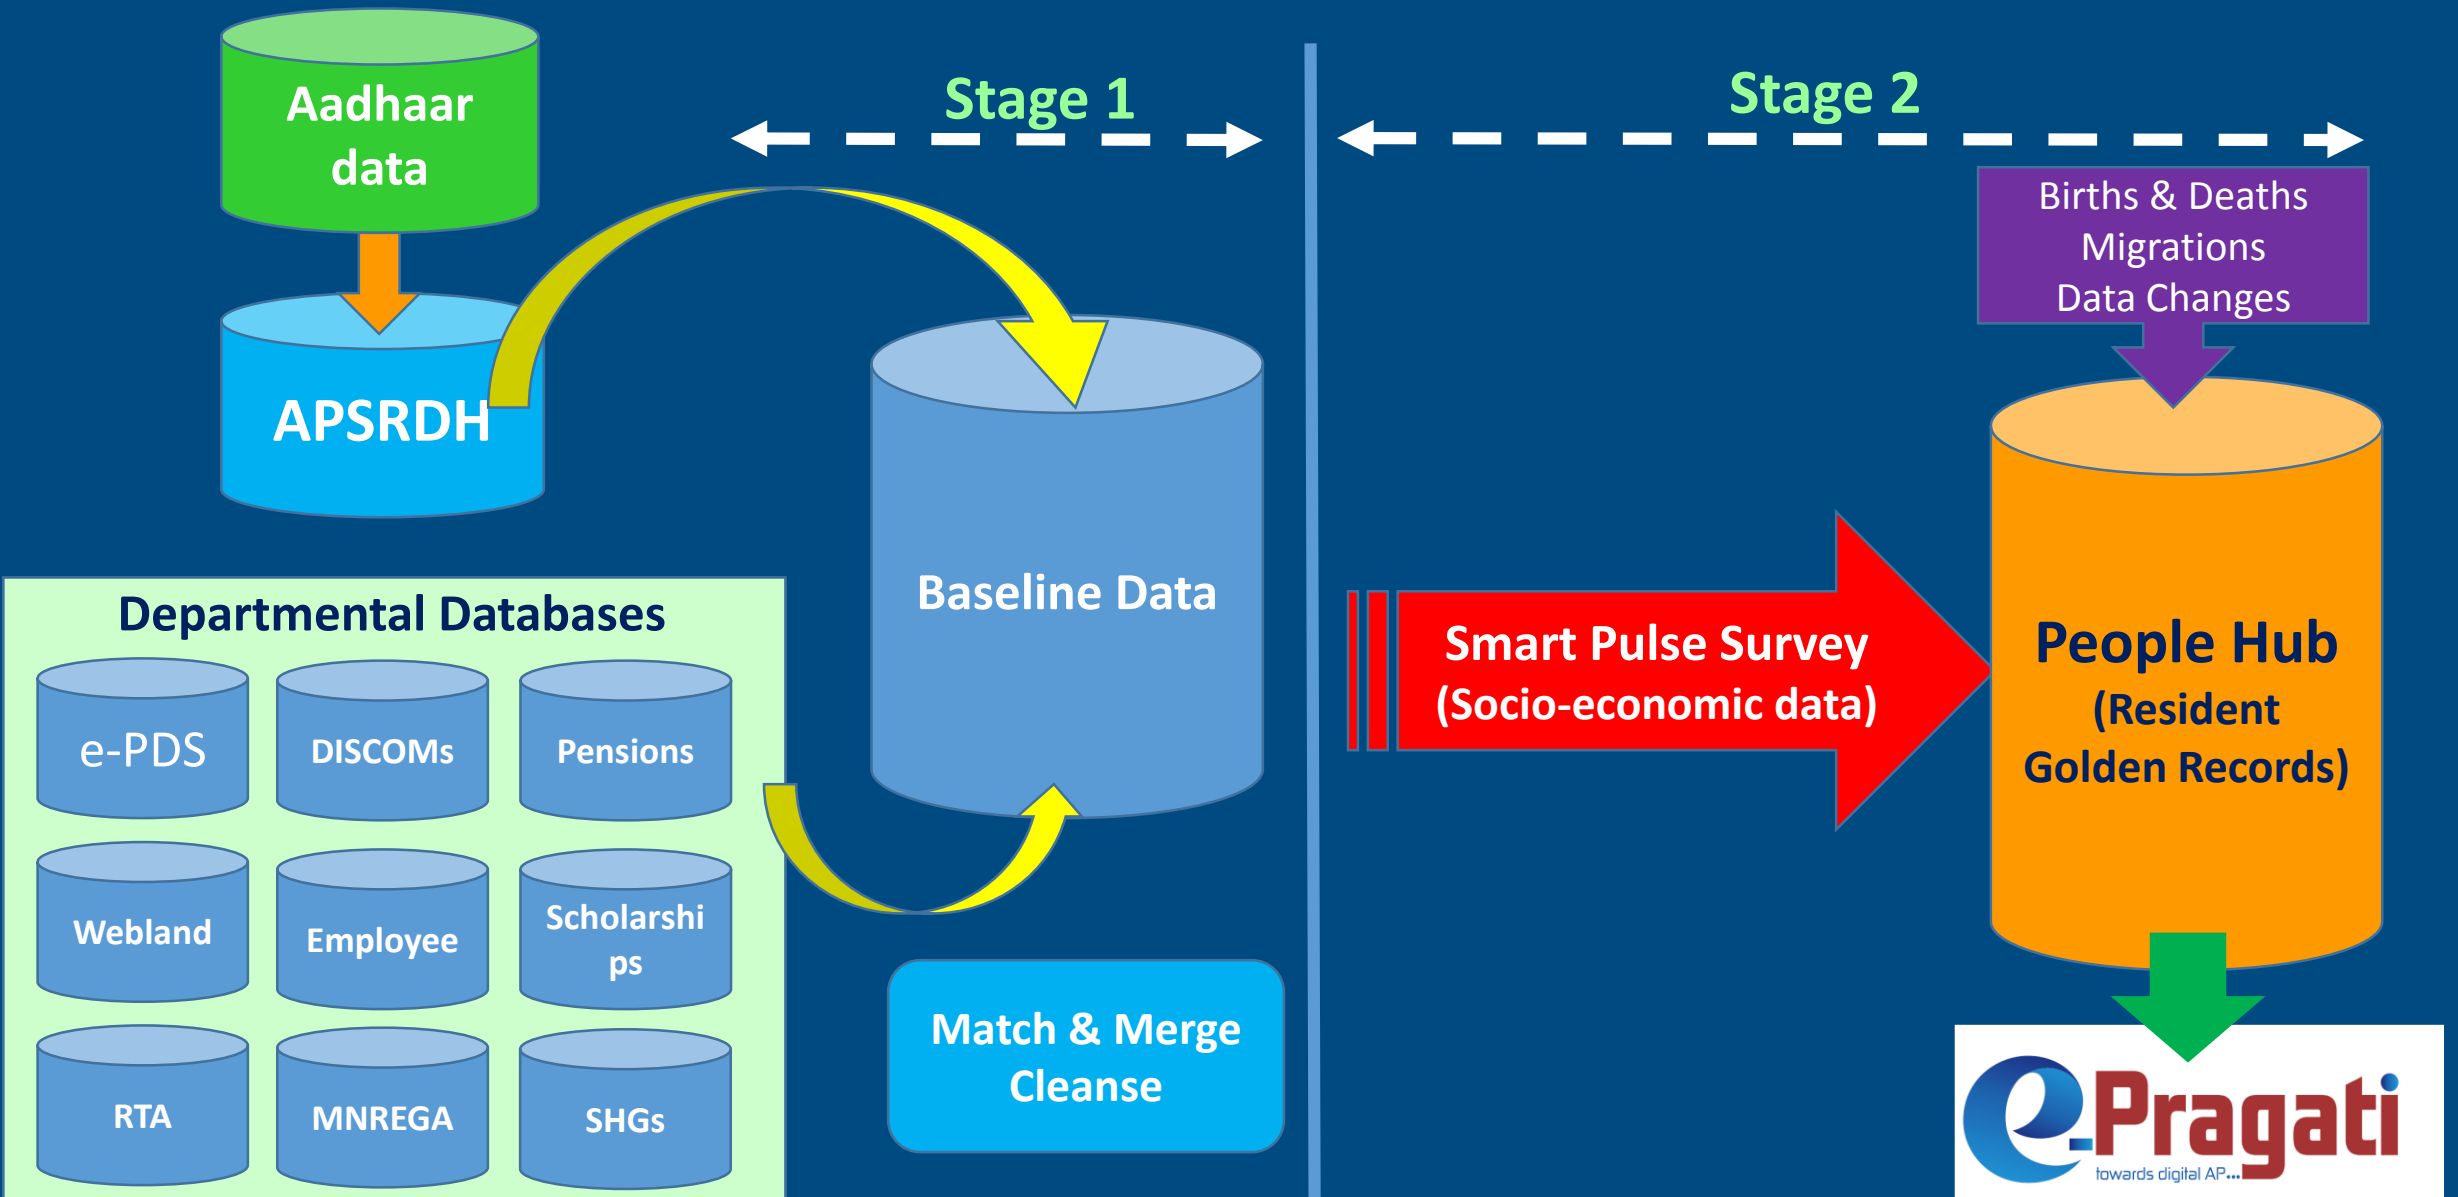 Aadhaar
data
APSRDH
Stage 1
Stage 2
Births & Deaths
Migrations
Data Changes
Baseline Data
Departmental Databases
e-PDS
DISCOMs
Pensions
Webland
Employee
Scholarshi
ps
RTA
MNREGA
SHGs
Match & Merge
Cleanse
Smart Pulse Survey
(Socio-economic data)
People Hub
(Resident
Golden Records)
e-Pragati
towards digital AP...